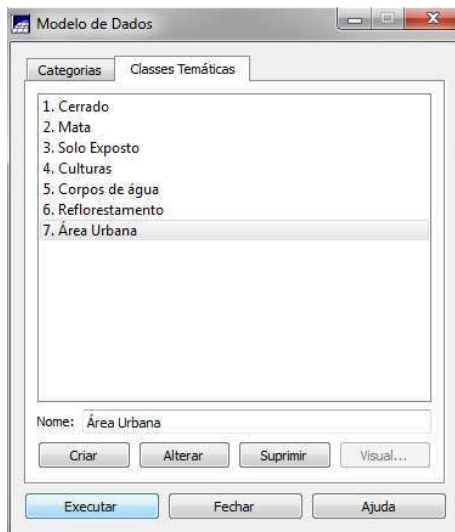 Modelo de Dados
Categorias Classes Temáticas
1. Cerrado
2. Mata
3. Solo Exposto
4. Culturas
5. Corpos de água
6. Reflorestamento
7. Área Urbana
Nome: Área Urbana
Criar Alterar Suprimir Visual...
Executar Fechar Ajuda